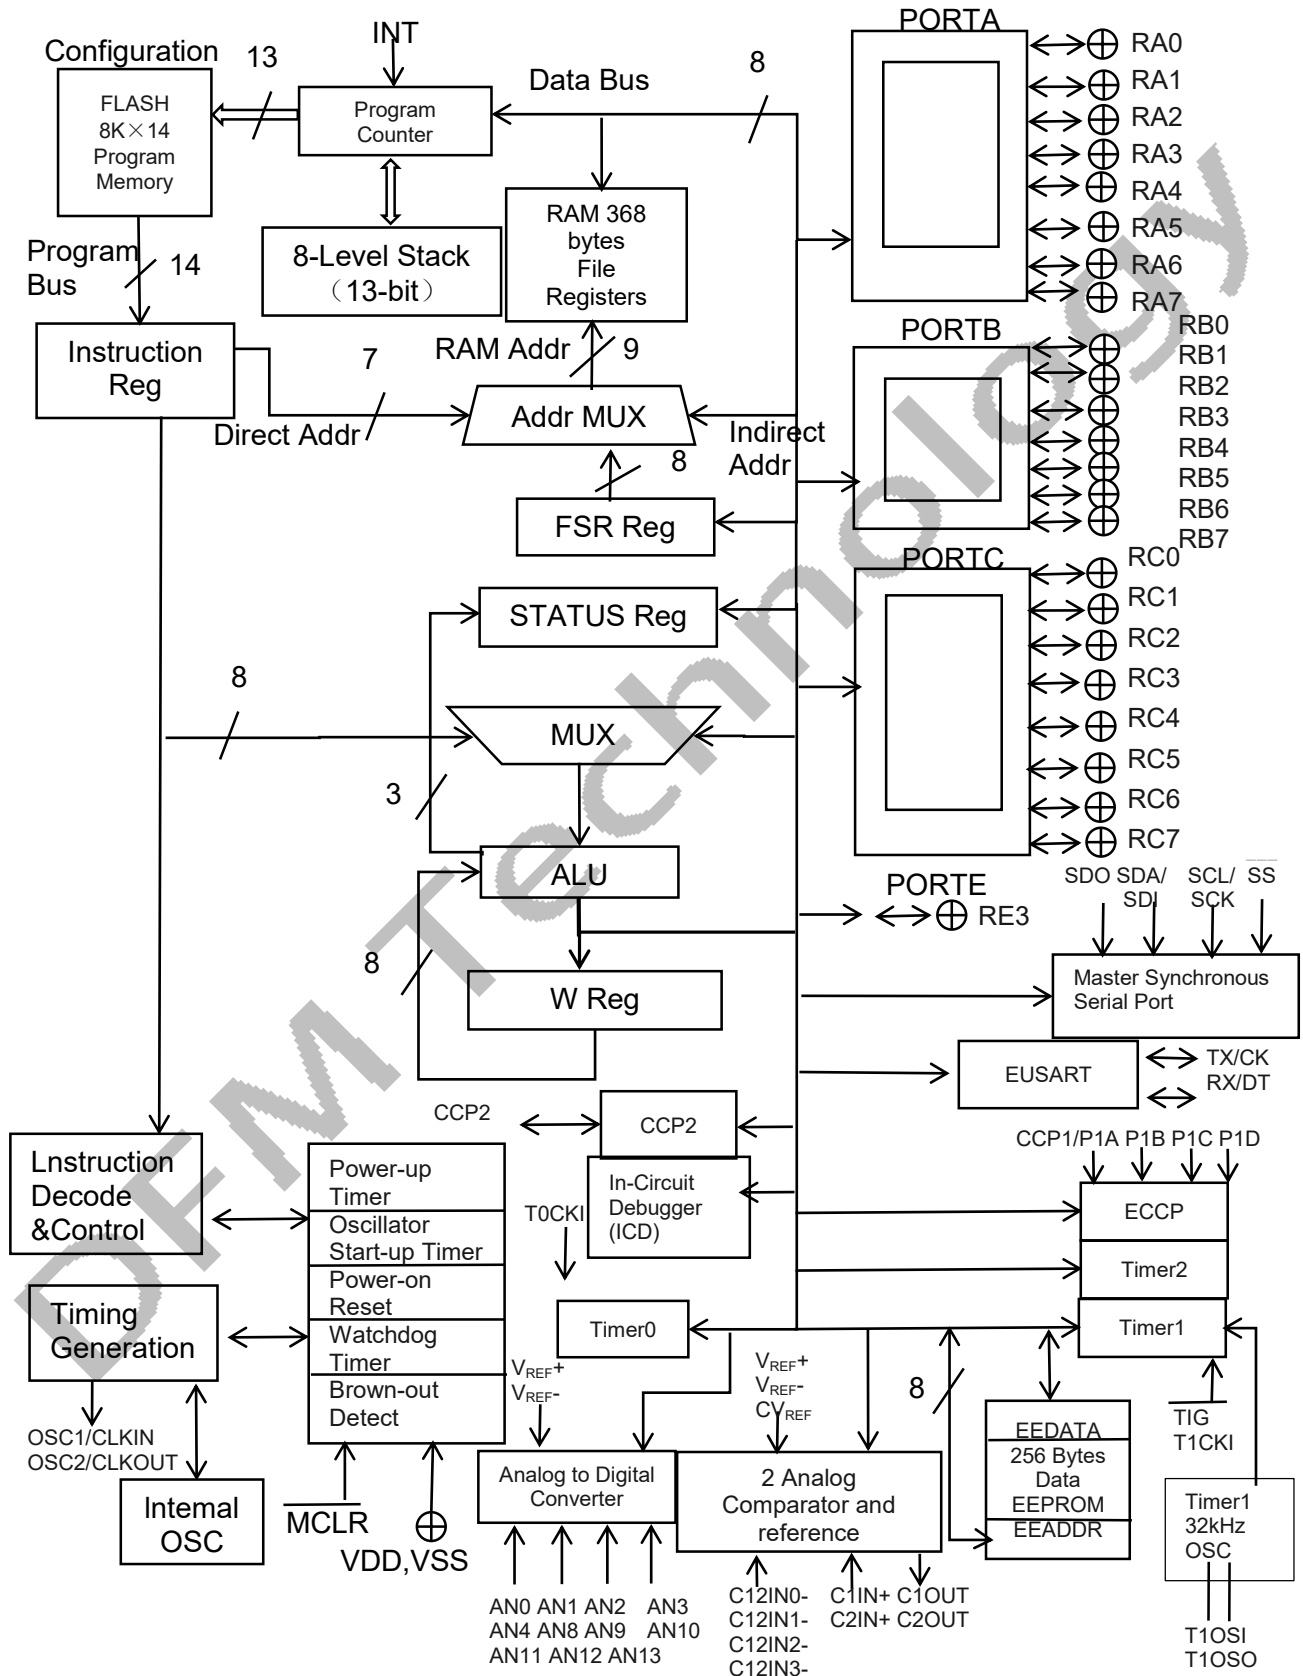 PORTA
INT
Configuration
13
Data Bus
8
RA0
RA1
RA2
RA3
RA4
RA5
RA6
RA7
FLASH
8K×14
Program
Memory
Program
Counter
Program
Bus
14
8-Level Stack
（13-bit）
RAM 368
bytes
File
Registers
PORTB
RB0
RB1
RB2
RB3
RB4
RB5
RB6
RB7
Instruction
Reg
7
Direct Addr
RAM Addr
9
Addr MUX
Indirect
Addr
8
FSR Reg
PORTC
RC0
RC1
RC2
RC3
RC4
RC5
RC6
RC7
STATUS Reg
8
MUX
3
ALU
8
W Reg
PORTE
RE3
SDO SDA/ SCL/ SS
SDI SCK
Master Synchronous
Serial Port
EUSART
TX/CK
RX/DT
CCP2
CCP2
In-Circuit
Debugger
(ICD)
T0CKI
CCP1/P1A P1B P1C P1D
ECCP
Timer2
Timer1
Lnstruction
Decode
&Control
Power-up
Timer
Oscillator
Start-up Timer
Power-on
Reset
Watchdog
Timer
Brown-out
Detect
Timing
Generation
OSC1/CLKIN
OSC2/CLKOUT
Intemal
OSC
MCLR
VDD,VSS
Timer0
VREF+
VREF-
VREF+
VREF-
CVREF
8
Analog to Digital
Converter
2 Analog
Comparator and
reference
EEDATA
256 Bytes
Data
EEPROM
EEADDR
TIG
T1CKI
Timer1
32kHz
OSC
AN0 AN1 AN2 AN3
AN4 AN8 AN9 AN10
AN11 AN12 AN13
C12IN0-
C12IN1-
C12IN2-
C12IN3-
C1IN+ C1OUT
C2IN+ C2OUT
T1OSI
T1OSO
DFM Technology